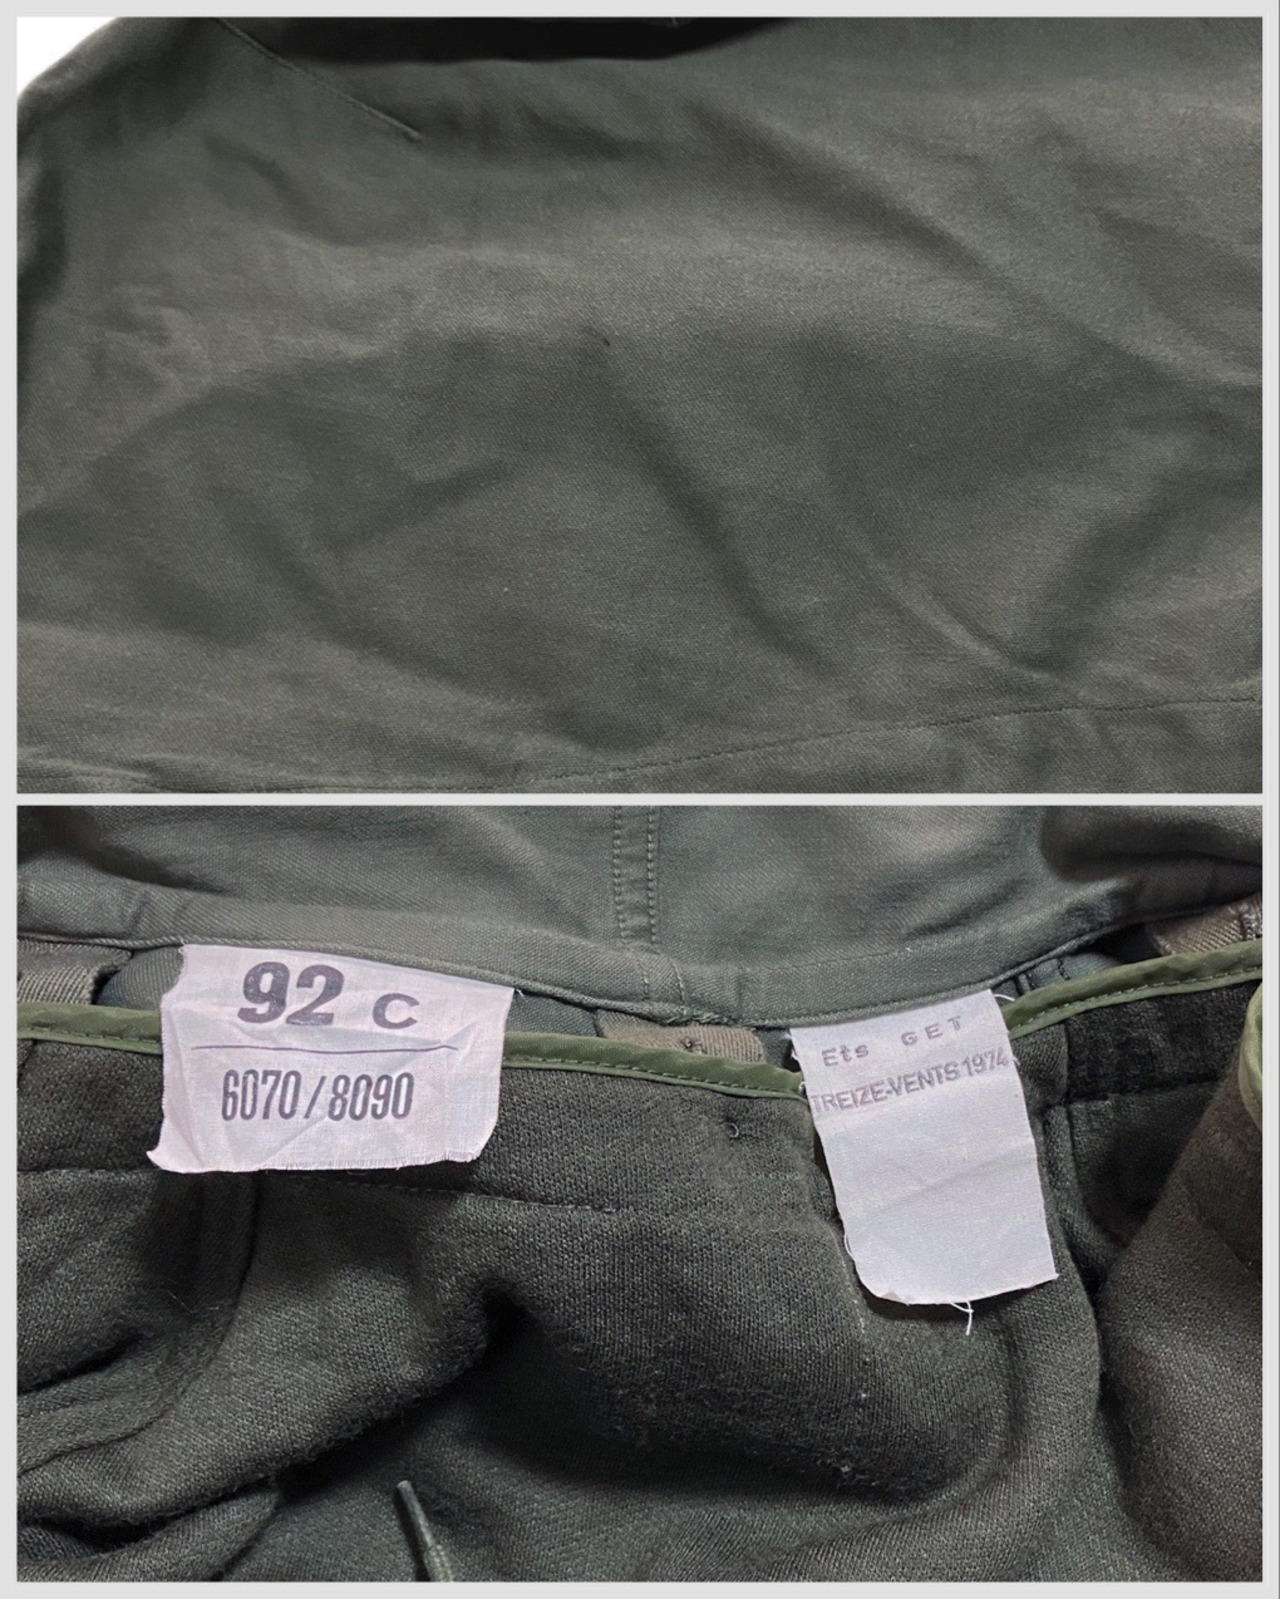 92 C
6070/8090
Ets GET
TREIZE-VENTS 1974